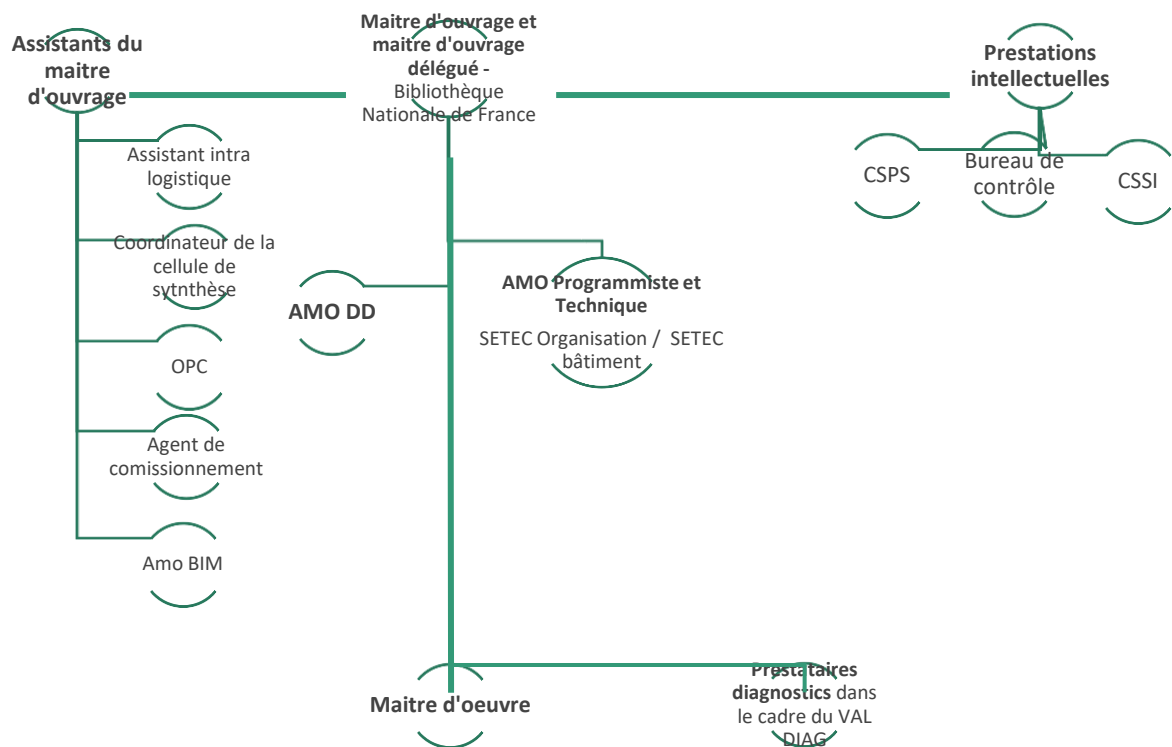 Assistants du
maitre
d'ouvrage
Maitre d'ouvrage et
maitre d'ouvrage
délégué -
Bibliothèque
Nationale de France
Prestations
intellectuelles
Assistant intra
logistique
Coordinateur de la
cellule de
sytnthèse
OPC
Agent de
comissionnement
Amo BIM
AMO DD
AMO Programmiste et
Technique
SETEC Organisation / SETEC
bâtiment
CSPS
Bureau de
contrôle
CSSI
Maitre d'oeuvre
Prestataires
diagnostics dans
le cadre du VAL
DIAG